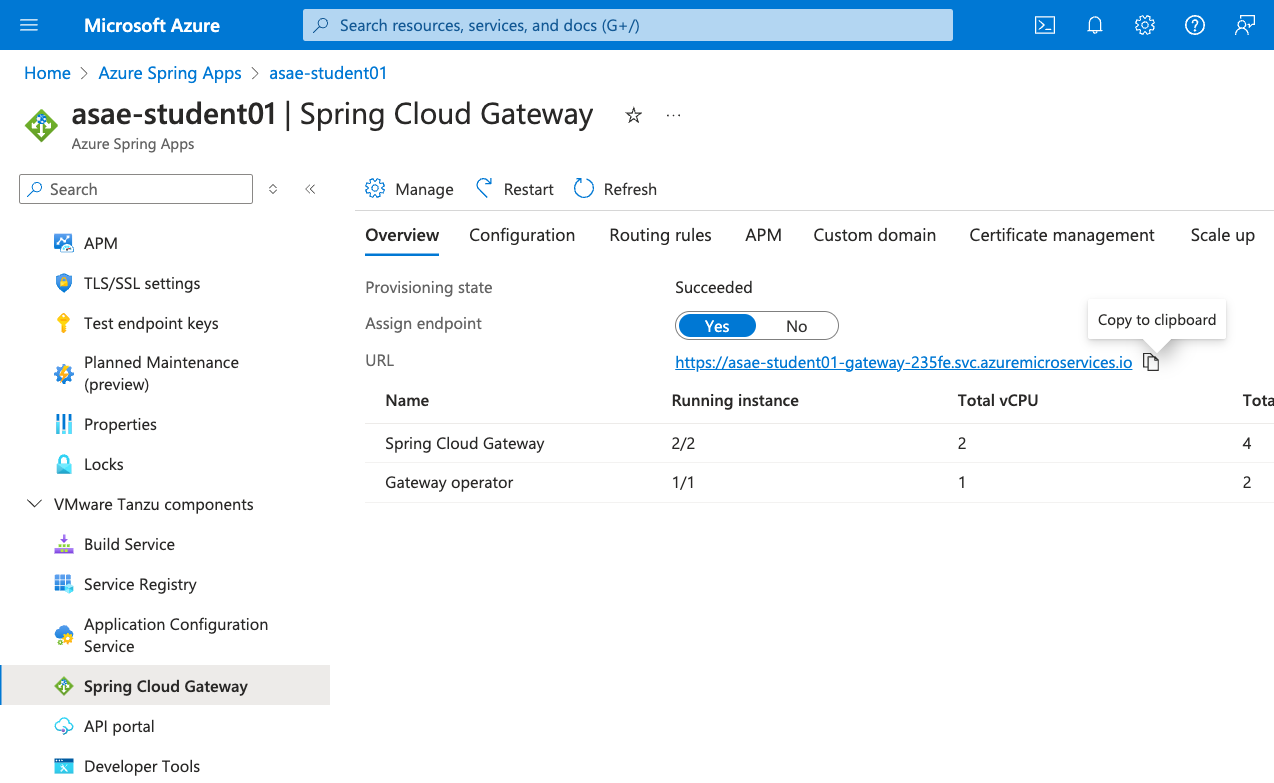 Microsoft Azure
Search resources, services, and docs (G+/)
Home > Azure Spring Apps > asae-student01
asae-student01 | Spring Cloud Gateway
Azure Spring Apps
Search
Manage Restart Refresh
APM
TLS/SSL settings
Test endpoint keys
Planned Maintenance
(preview)
Properties
Locks
VMware Tanzu components
Build Service
Service Registry
Application Configuration
Service
Spring Cloud Gateway
API portal
Developer Tools
Overview Configuration Routing rules APM Custom domain Certificate management Scale up
Provisioning state Succeeded
Assign endpoint Yes No
Copy to clipboard
URL https://asae-student01-gateway-235fe.svc.azuremicroservices.io
Name Running instance Total vCPU Tota
Spring Cloud Gateway 2/2 2 4
Gateway operator 1/1 1 2